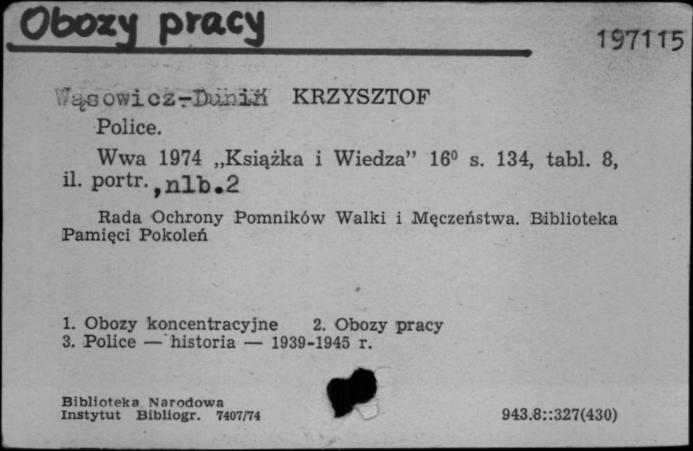 Obozy pracy
197115
Wąsowicz-Duniń KRZYSZTOF
Police.
Wwa 1974 „Książka i Wiedza” 16⁰ s. 134, tabl. 8,
il. portr., nlb.2
Rada Ochrony Pomników Walki i Męczeństwa. Biblioteka
Pamięci Pokoleń
1. Obozy koncentracyjne 2. Obozy pracy
3. Police — historia — 1939-1945 r.
Biblioteka Narodowa
Instytut Bibliogr. 7407/74
943.8::327(430)